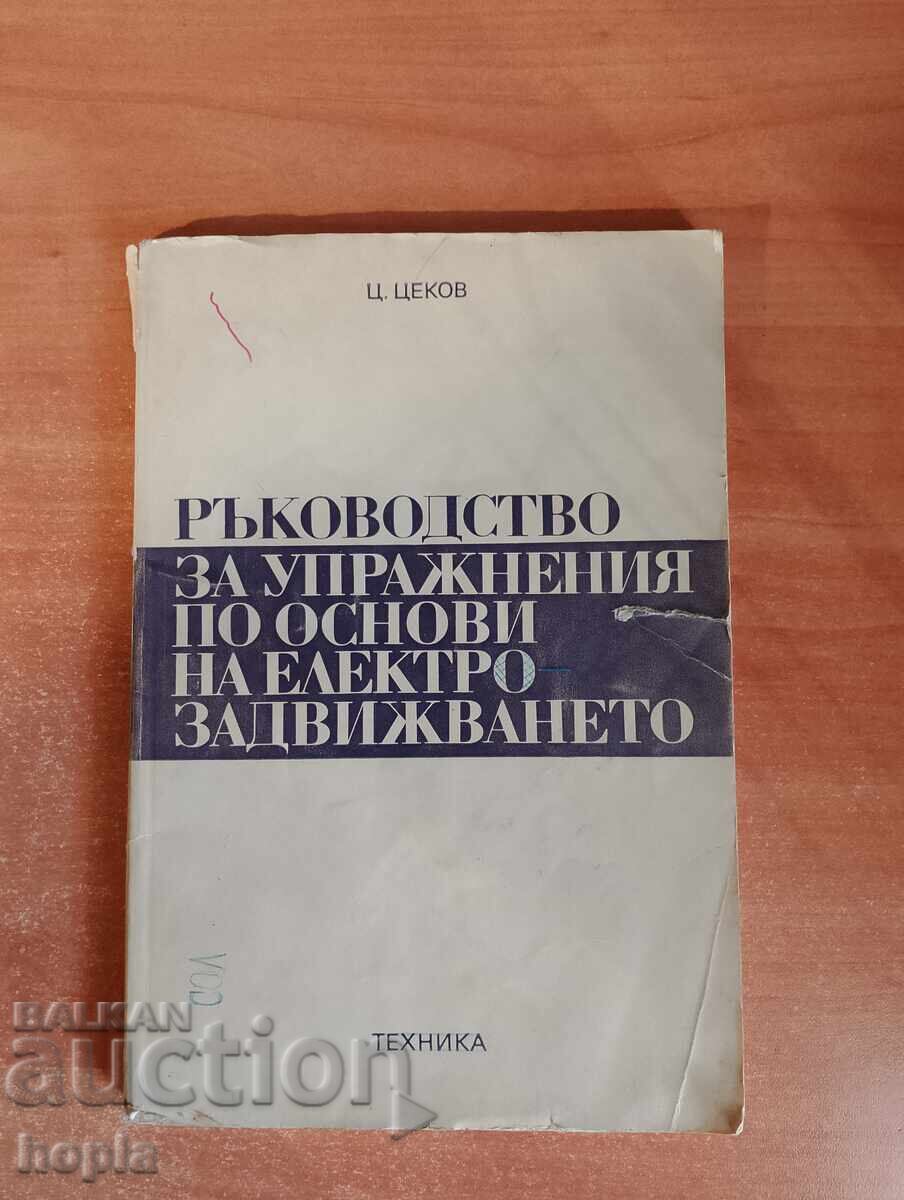 Ц. ЦЕКОВ
РЪКОВОДСТВО
ЗА УПРАЖНЕНИЯ
ПО ОСНОВИ
НА ЕЛЕКТРО-
ЗАДВИЖВАНЕТО
ТЕХНИКА
BALKAN
auction
hopla